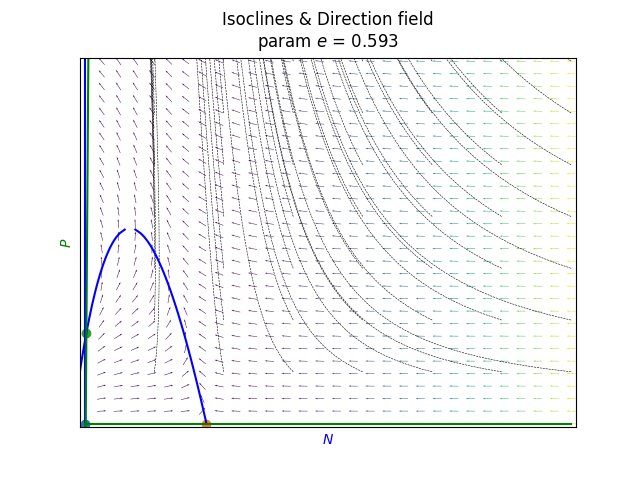 Isoclines & Direction field
param e = 0.593
P
N